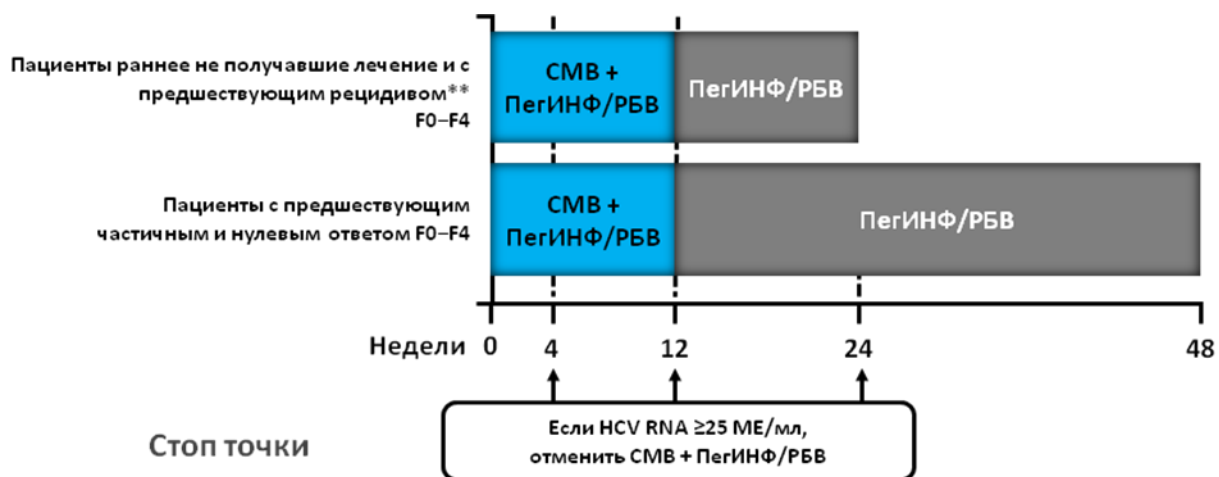 Пациенты раннее не получавшие лечение и с
предшествующим рецидивом**
F0–F4
СМВ +
ПегИНФ/РБВ
ПегИНФ/РБВ
Пациенты с предшествующим
частичным и нулевым ответом F0–F4
СМВ +
ПегИНФ/РБВ
ПегИНФ/РБВ
Недели 0 4 12 24 48
Стоп точки
Если HCV RNA ≥25 МЕ/мл,
отменить СМВ + ПегИНФ/РБВ